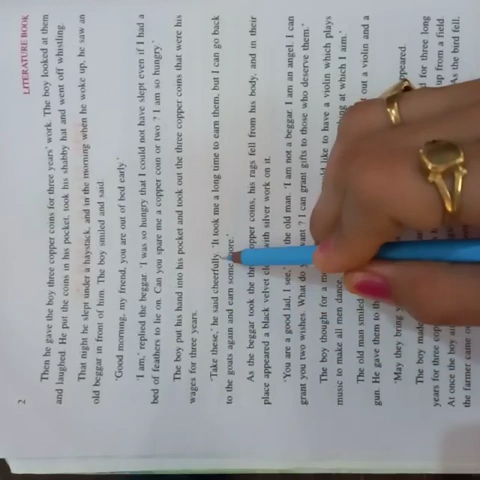 2
LITERATURE BOOK
Then he gave the boy three copper coins for three years' work. The boy looked at them
and laughed. He put the coins in his pocket, took his shabby hat and went off whistling.
That night he slept under a haystack, and in the morning when he woke up, he saw an
old beggar in front of him. The boy smiled and said.
'Good morning, my friend, you are out of bed early.'
'I am,' replied the beggar. 'I was so hungry that I could not have slept even if I had a
bed of feathers to lie on. Can you spare me a copper coin or two ? I am so hungry.'
The boy put his hand into his pocket and took out the three copper coins that were his
wages for three years.
'Take these,' he said cheerfully. 'It took me a long time to earn them, but I can go back
to the goats again and earn some more.'
As the beggar took the three copper coins, his rags fell from his body, and in their
place appeared a black velvet with silver work on it.
'You are a good lad, I see,' the old man. 'I am not a beggar. I am an angel. I can
grant you two wishes. What do want ? I can grant gifts to those who deserve them.'
The boy thought for a like to have a violin which plays
music to make all men dance, at which I aim.'
The old man smiled out a violin and a
gun. He gave them to
'May they bring
The boy made for three long
years for three up from a field.
At once the boy As the bird fell,
the farmer came